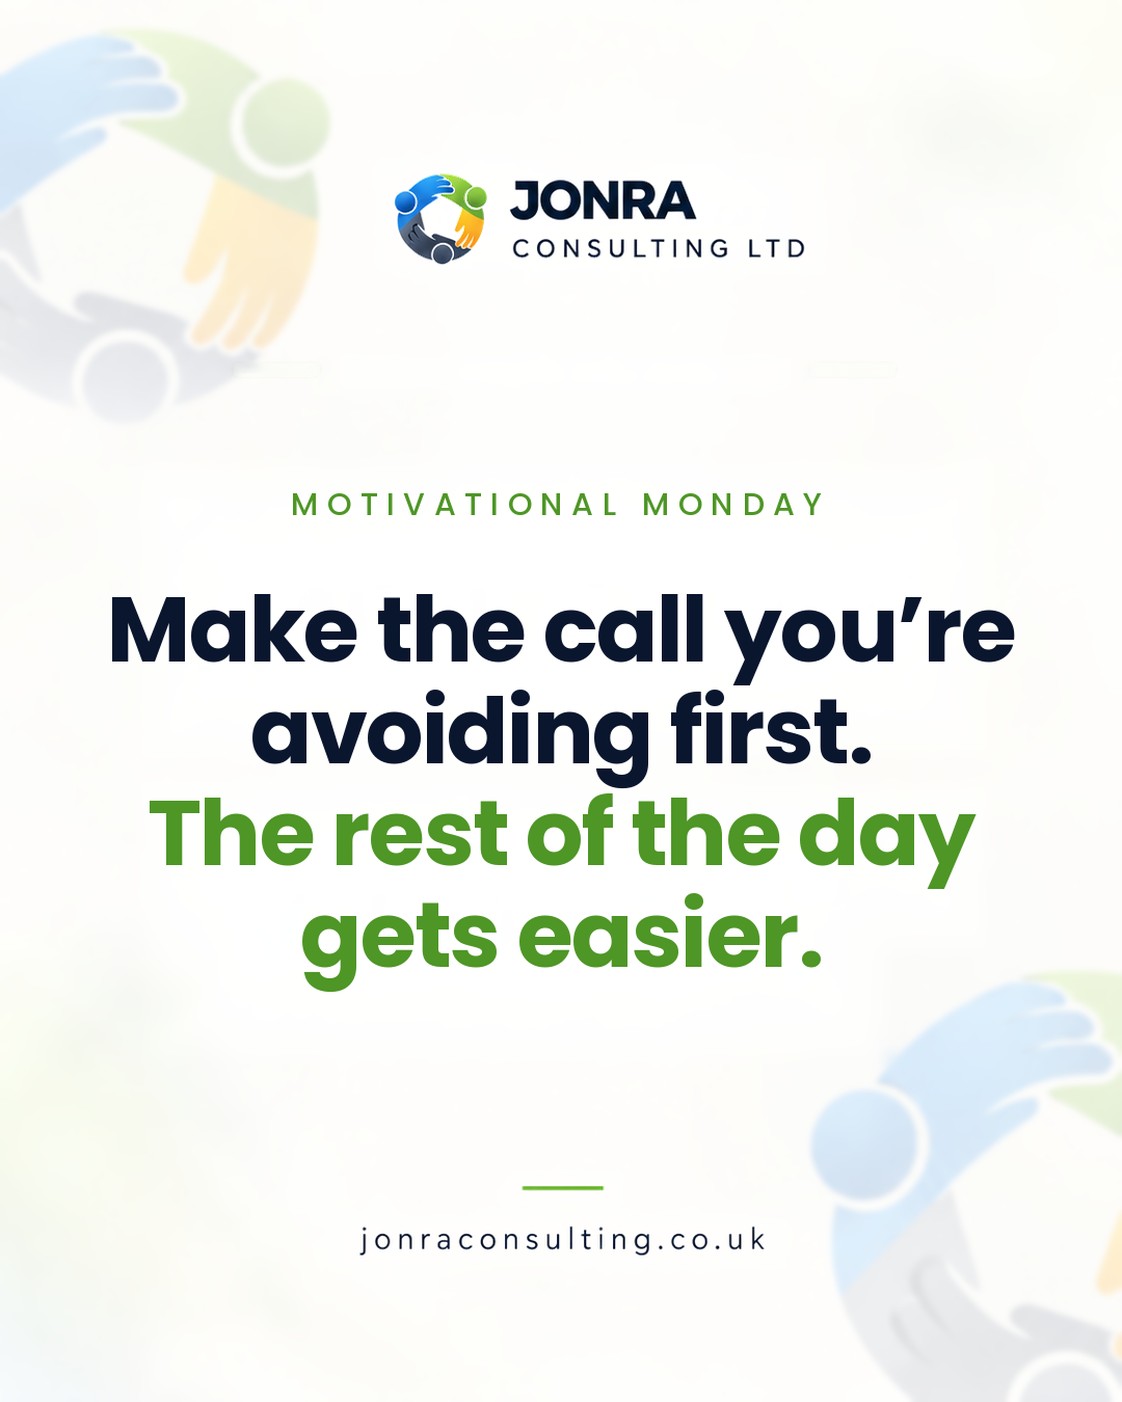 JONRA
CONSULTING LTD
MOTIVATIONAL MONDAY
Make the call you’re
avoiding first.
The rest of the day
gets easier.
jonraconsulting.co.uk